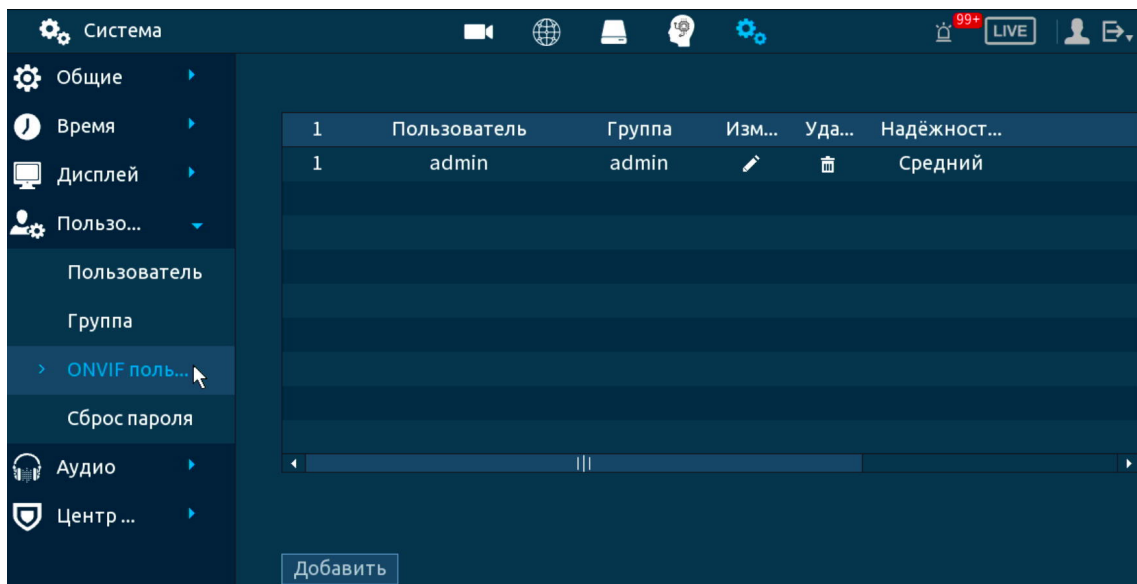 Система
99+
LIVE
Общие
Время
Дисплей
Пользо...
Пользователь
Группа
ONVIF поль...
Сброс пароля
Аудио
Центр ...
1 Пользователь Группа Изм... Уда... Надёжност...
1 admin admin Средний
Добавить